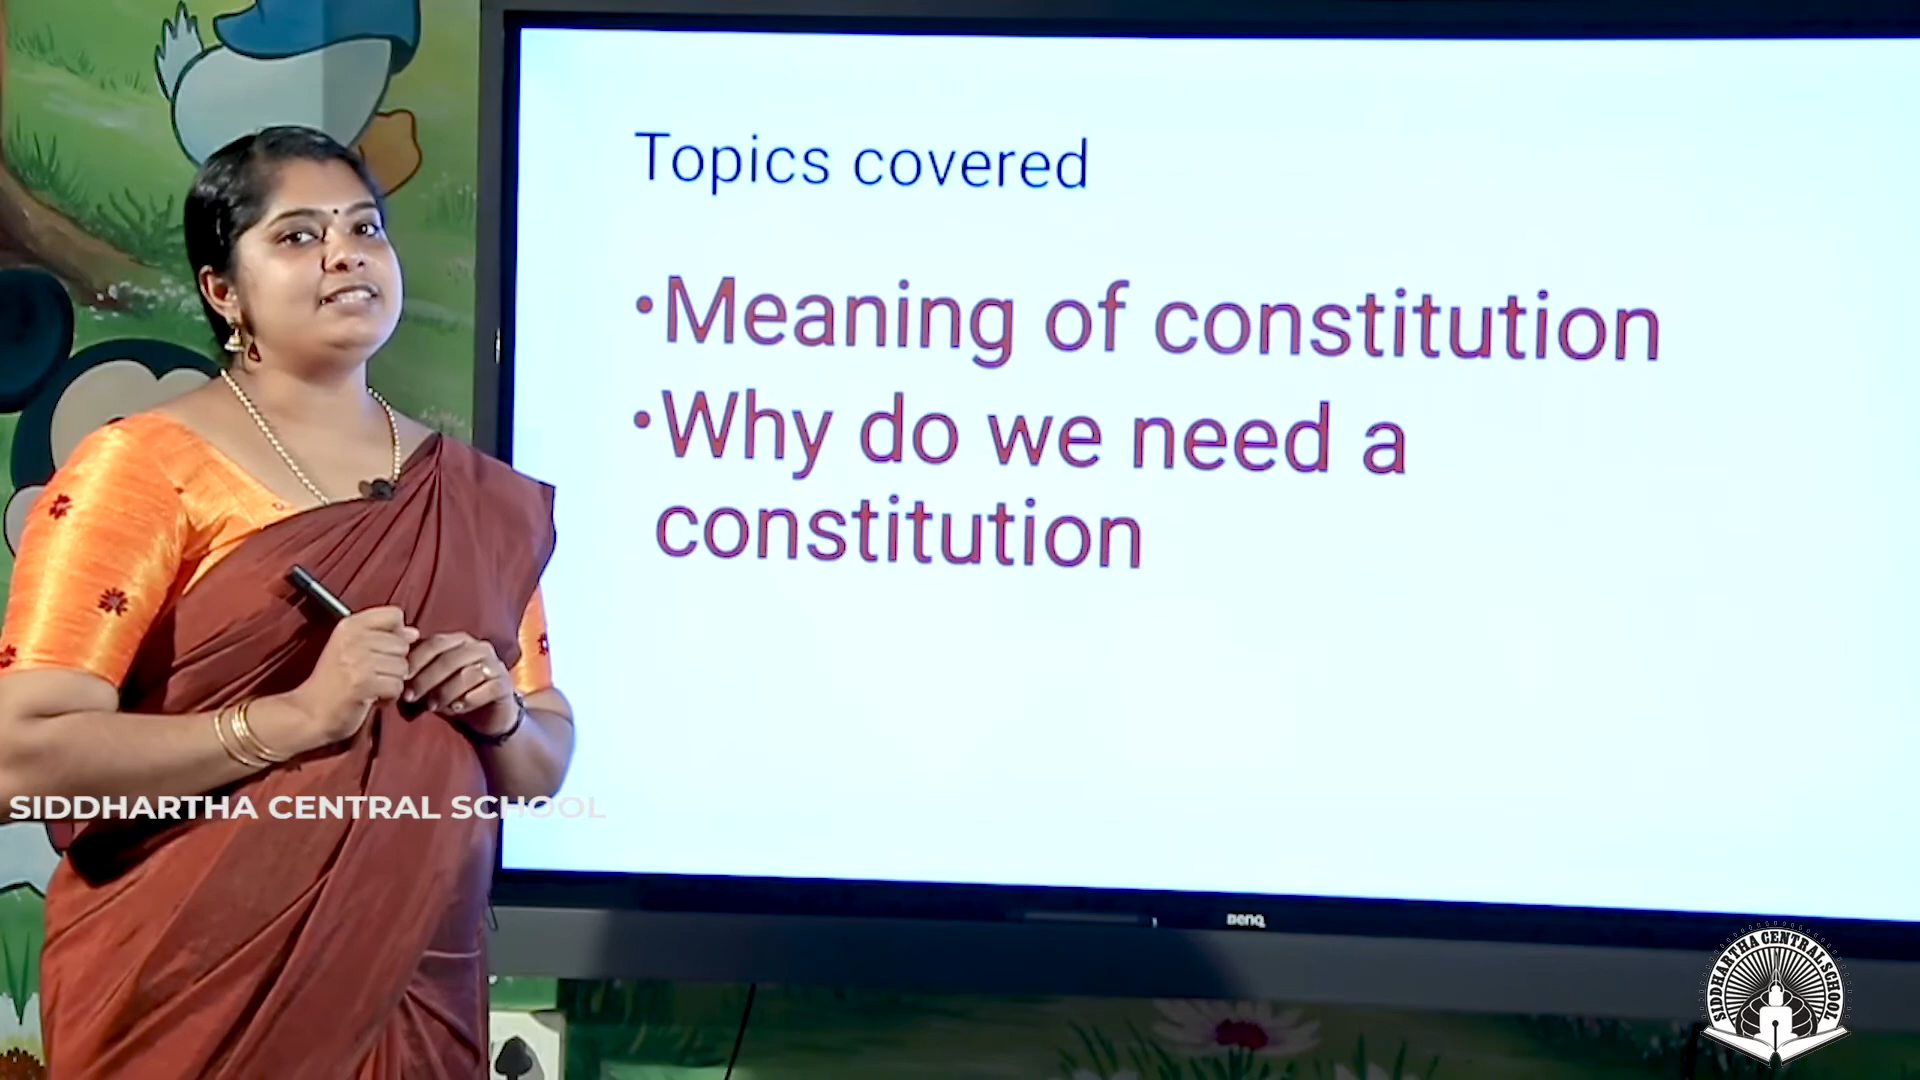 Topics covered
•Meaning of constitution
•Why do we need a
constitution
SIDDHARTHA CENTRAL SCHOOL
BenQ
SIDDHARTHA CENTRAL SCHOOL